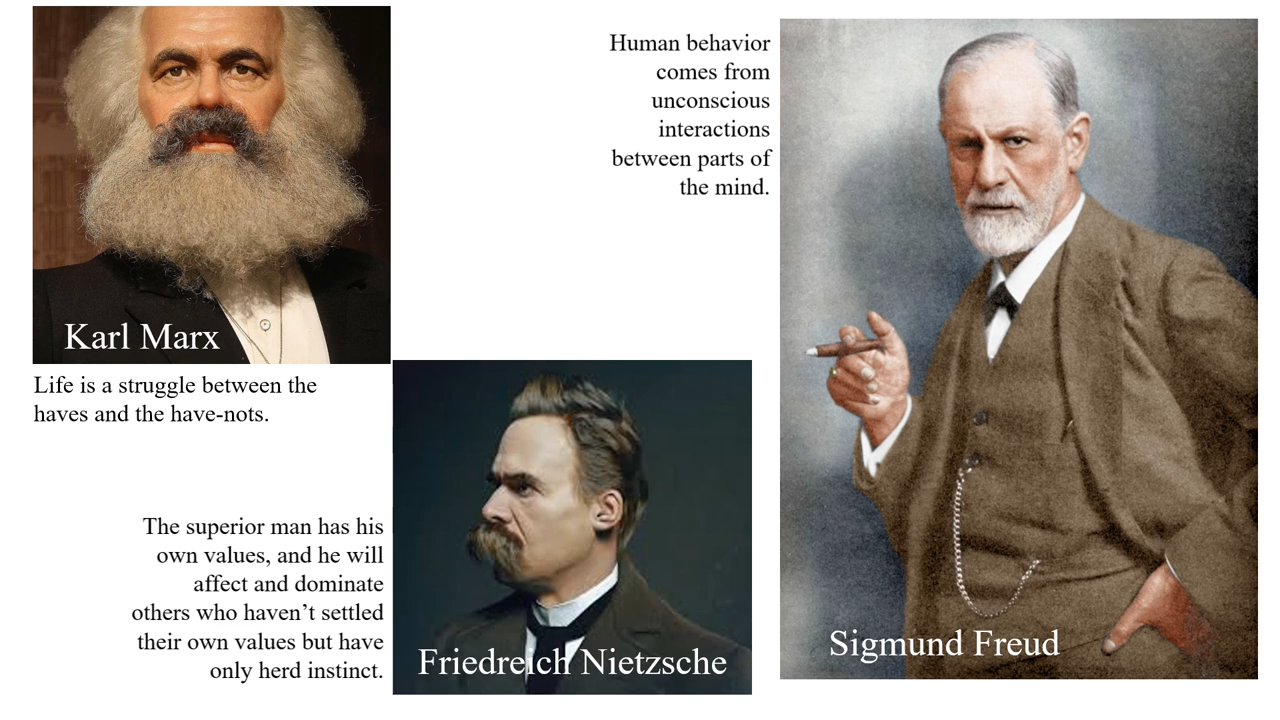 Karl Marx
Life is a struggle between the
haves and the have-nots.
The superior man has his
own values, and he will
affect and dominate
others who haven’t settled
their own values but have
only herd instinct.
Friedreich Nietzsche
Human behavior
comes from
unconscious
interactions
between parts of
the mind.
Sigmund Freud